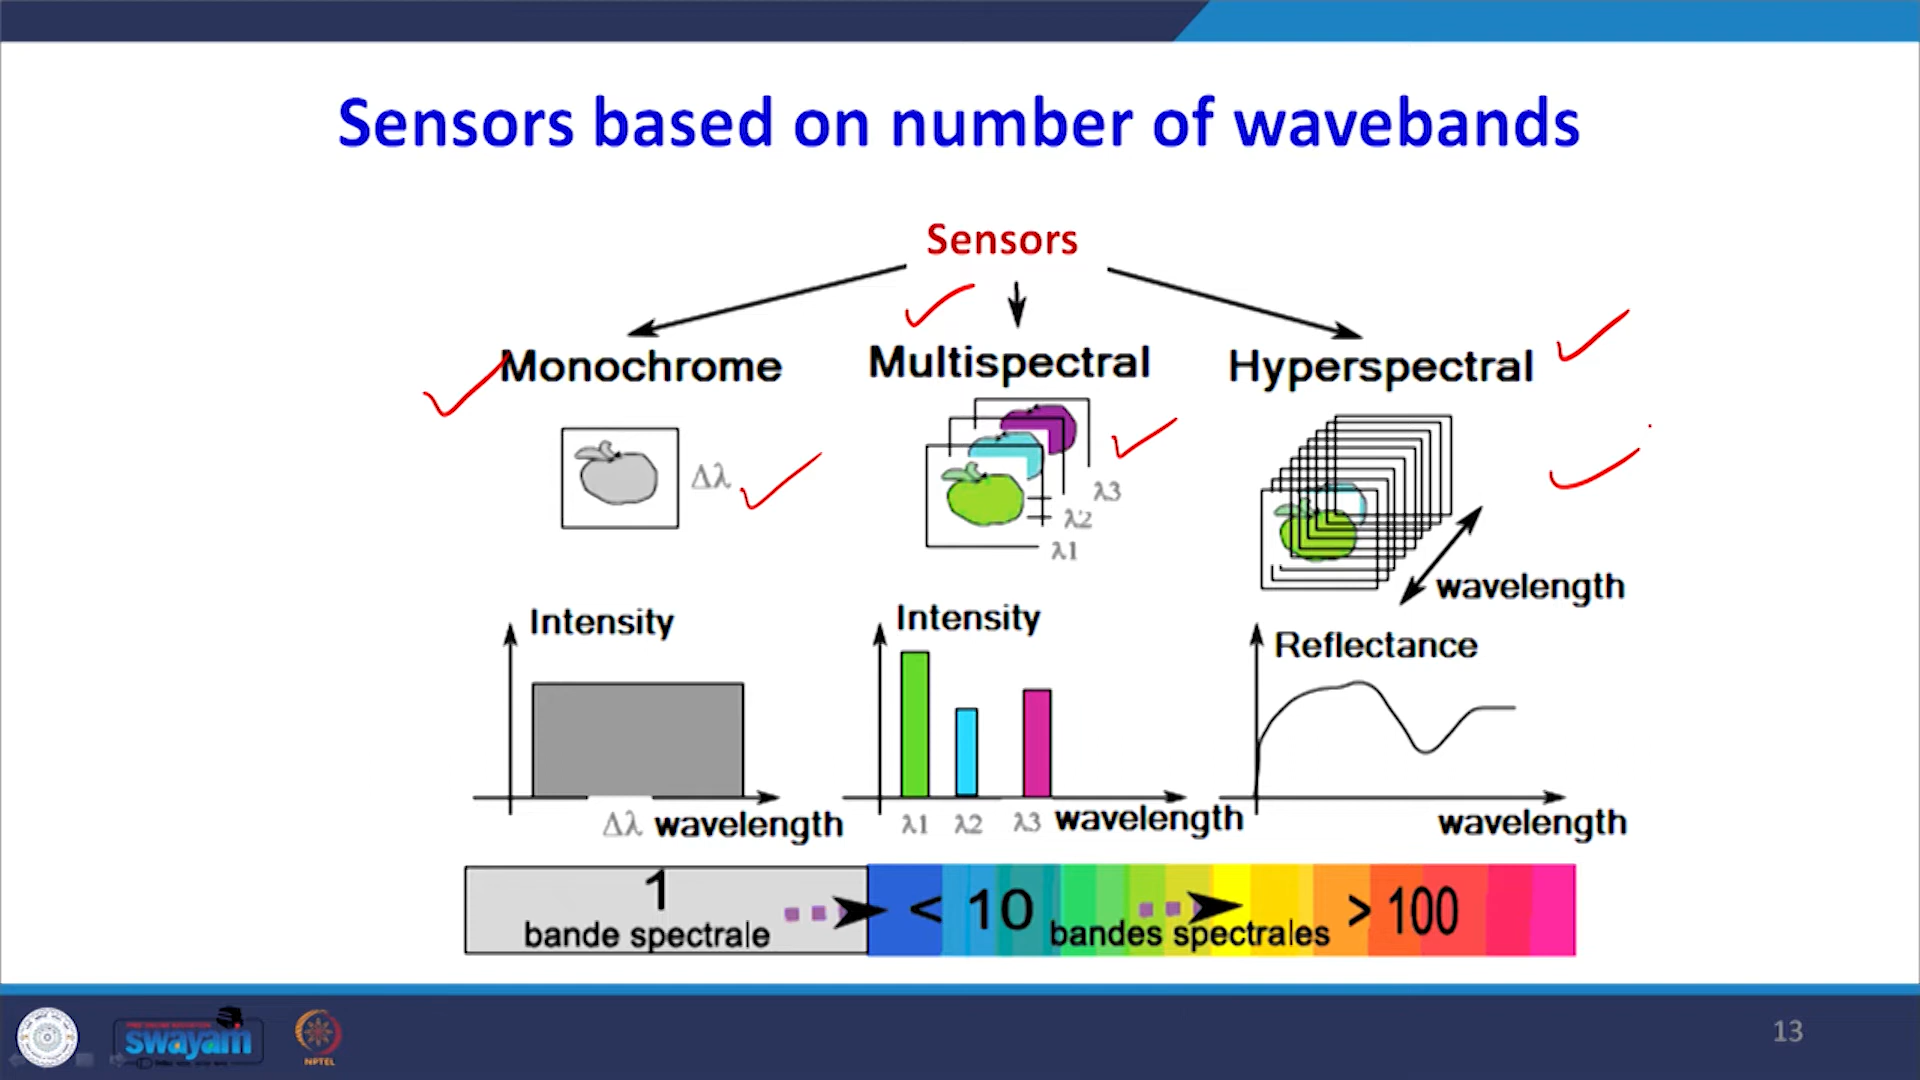 Sensors based on number of wavebands
Sensors
Monochrome
Multispectral
Hyperspectral
Δλ
λ3
λ2
λ1
wavelength
Intensity
Intensity
Reflectance
Δλ wavelength
λ1 λ2 λ3 wavelength
wavelength
1
bande spectrale
< 10
bandes spectrales
> 100
swayam
NPTEL
13